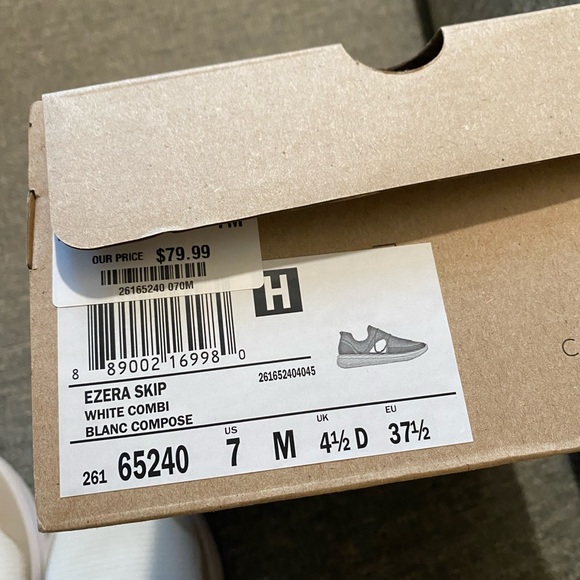 7M
OUR PRICE $79.99
26165240 070M
H
8 89002 16998 0
EZERA SKIP 261652404045
WHITE COMBI
BLANC COMPOSE
US UK EU
261 65240 7 M 4½ D 37½
C